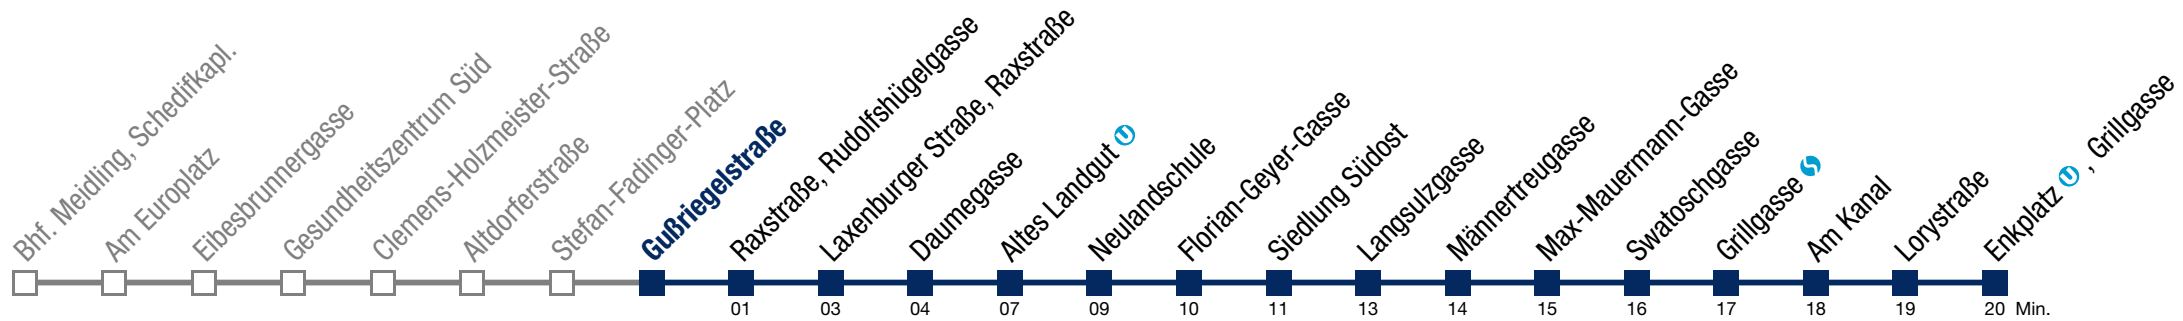 Bhf. Meidling, Schedifkapl.
Am Europlatz
Eibesbrunnergasse
Gesundheitszentrum Süd
Clemens-Holzmeister-Straße
Altdorferstraße
Stefan-Fadinger-Platz
Gußriegelstraße
Raxstraße, Rudolfshügelgasse
Laxenburger Straße, Raxstraße
Daumegasse
Altes Landgut U
Neulandschule
Florian-Geyer-Gasse
Siedlung Südost
Langsulzgasse
Männertreugasse
Max-Mauermann-Gasse
Swatoschgasse
Grillgasse S
Am Kanal
Lorystraße
Enkplatz U , Grillgasse
01 03 04 07 09 10 11 13 14 15 16 17 18 19 20 Min.